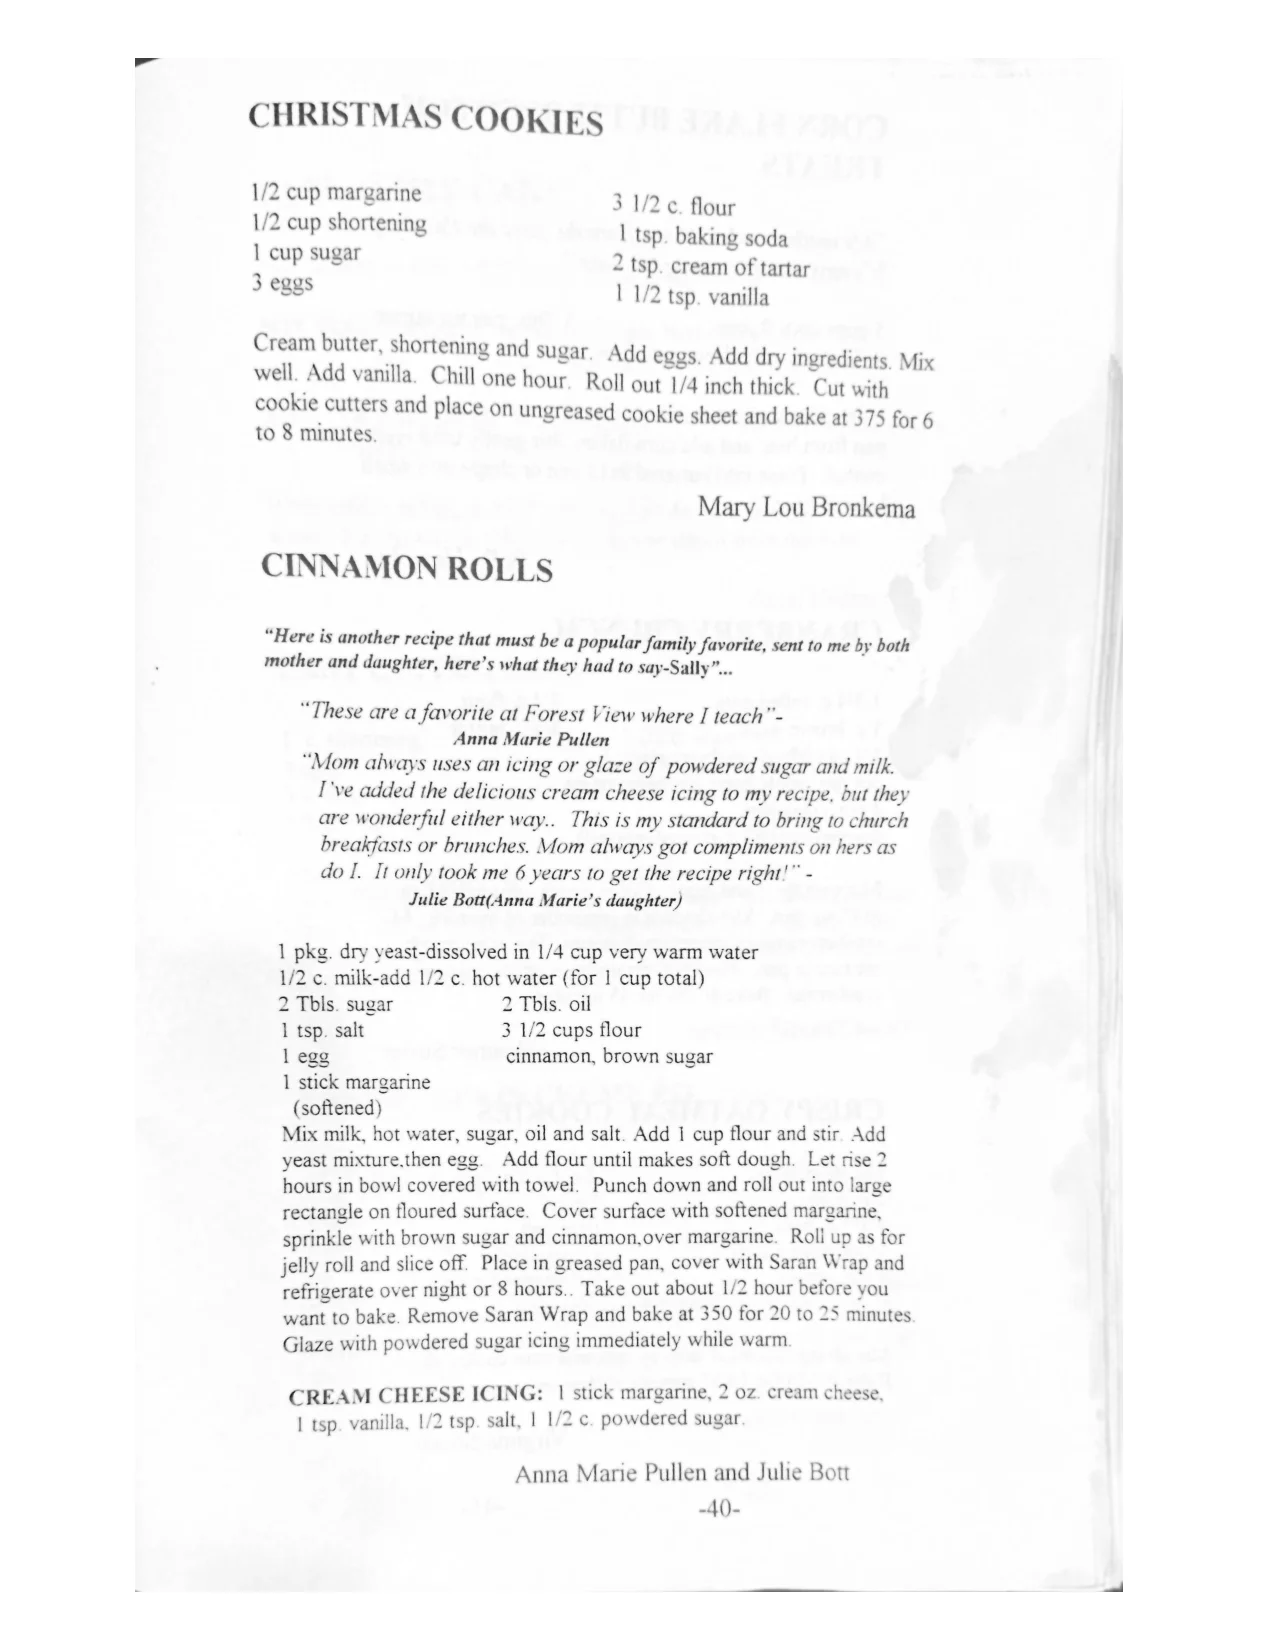 CHRISTMAS COOKIES
1/2 cup margarine
1/2 cup shortening
1 cup sugar
3 eggs
3 1/2 c. flour
1 tsp. baking soda
2 tsp. cream of tartar
1 1/2 tsp. vanilla
Cream butter, shortening and sugar. Add eggs. Add dry ingredients. Mix
well. Add vanilla. Chill one hour. Roll out 1/4 inch thick. Cut with
cookie cutters and place on ungreased cookie sheet and bake at 375 for 6
to 8 minutes.
Mary Lou Bronkema
CINNAMON ROLLS
"Here is another recipe that must be a popular family favorite, sent to me by both
mother and daughter, here's what they had to say-Sally"...
"These are a favorite at Forest View where I teach"-
Anna Marie Pullen
"Mom always uses an icing or glaze of powdered sugar and milk.
I've added the delicious cream cheese icing to my recipe, but they
are wonderful either way.. This is my standard to bring to church
breakfasts or brunches. Mom always got compliments on hers as
do I. It only took me 6 years to get the recipe right!" -
Julie Bott(Anna Marie's daughter)
1 pkg. dry yeast-dissolved in 1/4 cup very warm water
1/2 c. milk-add 1/2 c. hot water (for 1 cup total)
2 Tbls. sugar 2 Tbls. oil
1 tsp. salt 3 1/2 cups flour
1 egg cinnamon, brown sugar
1 stick margarine
(softened)
Mix milk, hot water, sugar, oil and salt. Add 1 cup flour and stir. Add
yeast mixture,then egg. Add flour until makes soft dough. Let rise 2
hours in bowl covered with towel. Punch down and roll out into large
rectangle on floured surface. Cover surface with softened margarine,
sprinkle with brown sugar and cinnamon,over margarine. Roll up as for
jelly roll and slice off. Place in greased pan, cover with Saran Wrap and
refrigerate over night or 8 hours.. Take out about 1/2 hour before you
want to bake. Remove Saran Wrap and bake at 350 for 20 to 25 minutes.
Glaze with powdered sugar icing immediately while warm.
CREAM CHEESE ICING: 1 stick margarine, 2 oz. cream cheese,
1 tsp. vanilla, 1/2 tsp. salt, 1 1/2 c. powdered sugar.
Anna Marie Pullen and Julie Bott
-40-